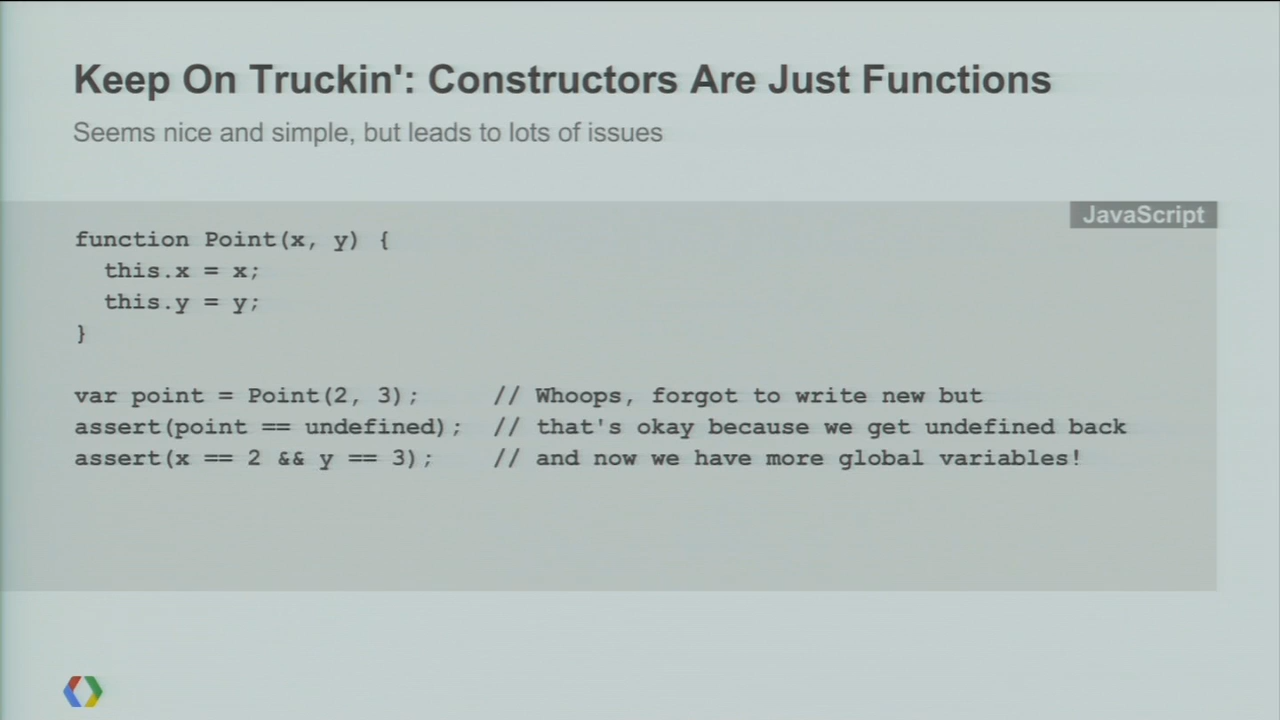 Keep On Truckin': Constructors Are Just Functions
Seems nice and simple, but leads to lots of issues
JavaScript
function Point(x, y) {
  this.x = x;
  this.y = y;
}
var point = Point(2, 3);     // Whoops, forgot to write new but
assert(point == undefined);  // that's okay because we get undefined back
assert(x == 2 && y == 3);    // and now we have more global variables!